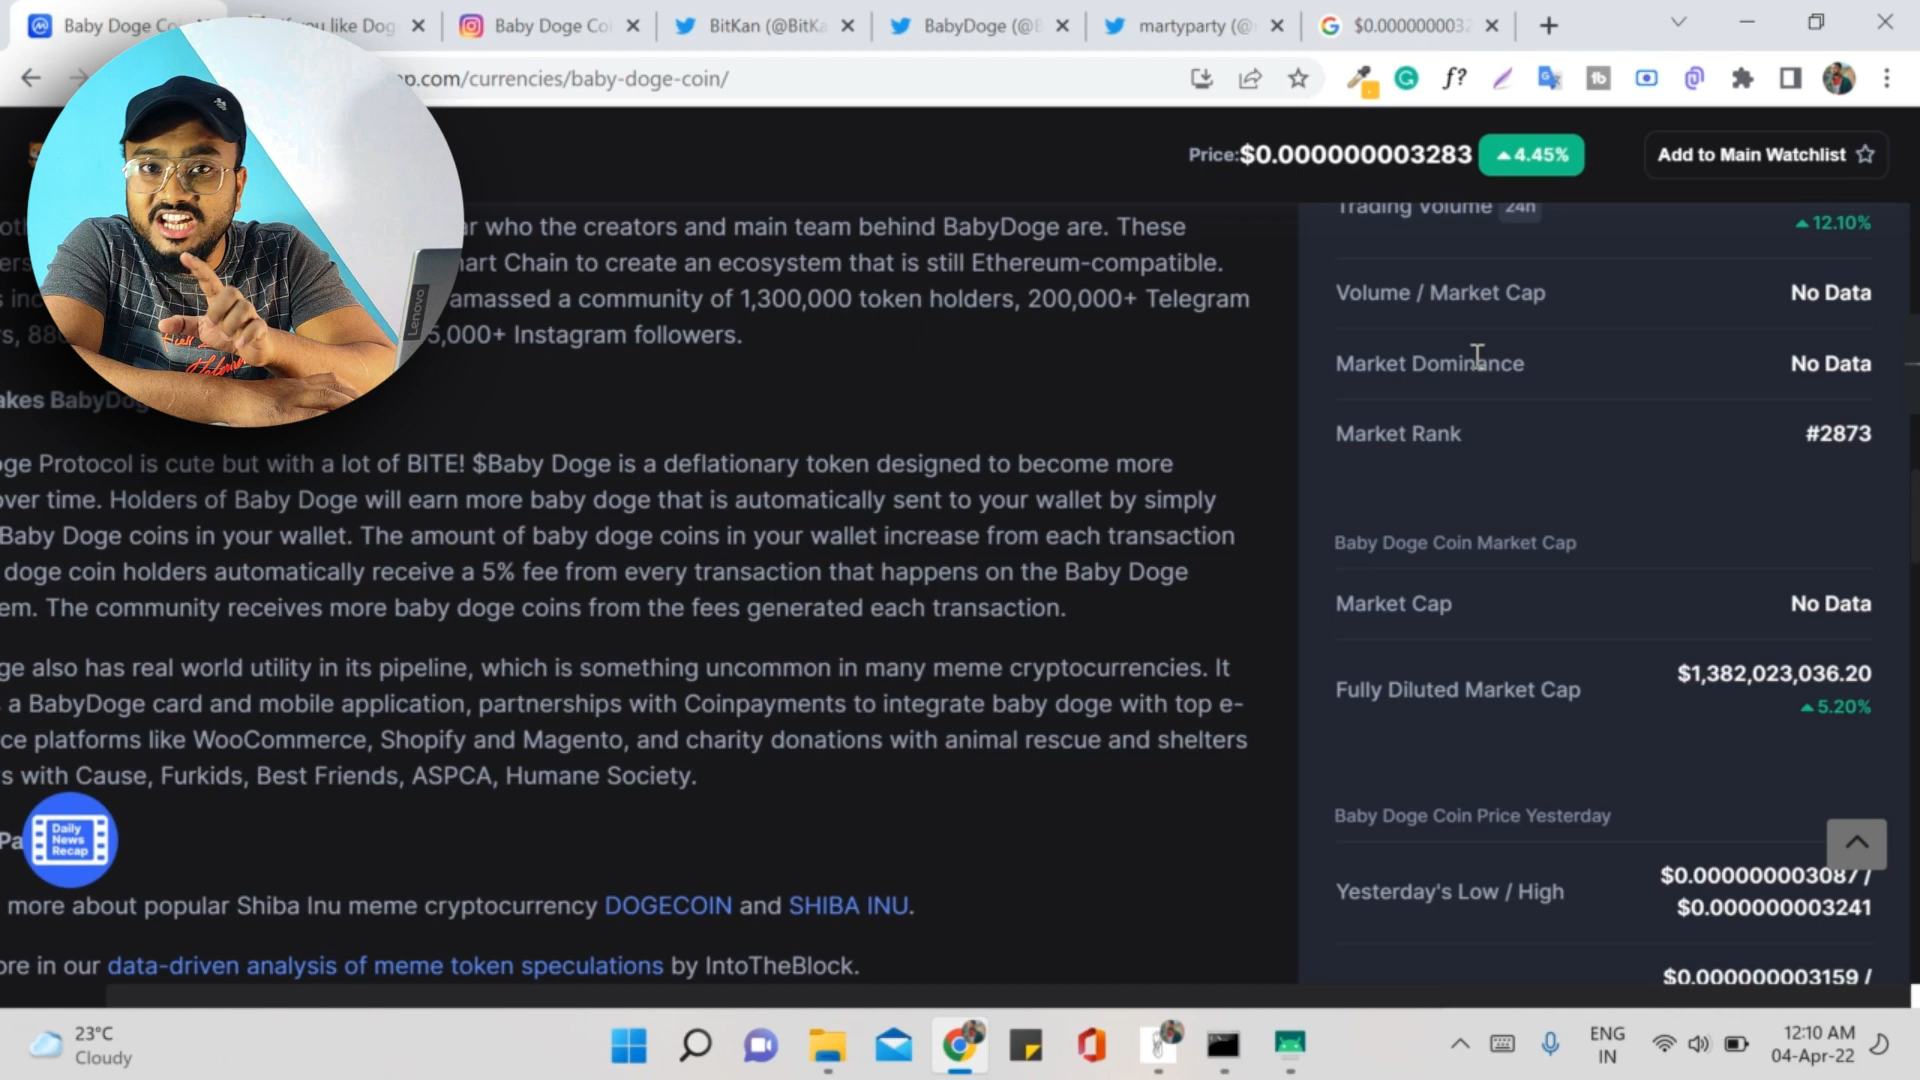 Baby Doge Co
you like Dog
Baby Doge Co
BitKan (@BitKa
BabyDoge (@B
martyparty (@
$0.0000000032
p.com/currencies/baby-doge-coin/
Price:$0.000000003283 4.45%
Add to Main Watchlist
r who the creators and main team behind BabyDoge are. These
art Chain to create an ecosystem that is still Ethereum-compatible.
amassed a community of 1,300,000 token holders, 200,000+ Telegram
5,000+ Instagram followers.
akes BabyDog
ge Protocol is cute but with a lot of BITE! $Baby Doge is a deflationary token designed to become more
over time. Holders of Baby Doge will earn more baby doge that is automatically sent to your wallet by simply
Baby Doge coins in your wallet. The amount of baby doge coins in your wallet increase from each transaction
doge coin holders automatically receive a 5% fee from every transaction that happens on the Baby Doge
em. The community receives more baby doge coins from the fees generated each transaction.
ge also has real world utility in its pipeline, which is something uncommon in many meme cryptocurrencies. It
a BabyDoge card and mobile application, partnerships with Coinpayments to integrate baby doge with top e-
ce platforms like WooCommerce, Shopify and Magento, and charity donations with animal rescue and shelters
s with Cause, Furkids, Best Friends, ASPCA, Humane Society.
Pa
Daily
News
Recap
more about popular Shiba Inu meme cryptocurrency DOGECOIN and SHIBA INU.
ore in our data-driven analysis of meme token speculations by IntoTheBlock.
Trading Volume 24h
12.10%
Volume / Market Cap No Data
Market Dominance No Data
Market Rank #2873
Baby Doge Coin Market Cap
Market Cap No Data
Fully Diluted Market Cap $1,382,023,036.20
5.20%
Baby Doge Coin Price Yesterday
Yesterday's Low / High $0.000000003087 /
$0.000000003241
$0.000000003159 /
Lenovo
23°C
Cloudy
ENG
IN
12:10 AM
04-Apr-22